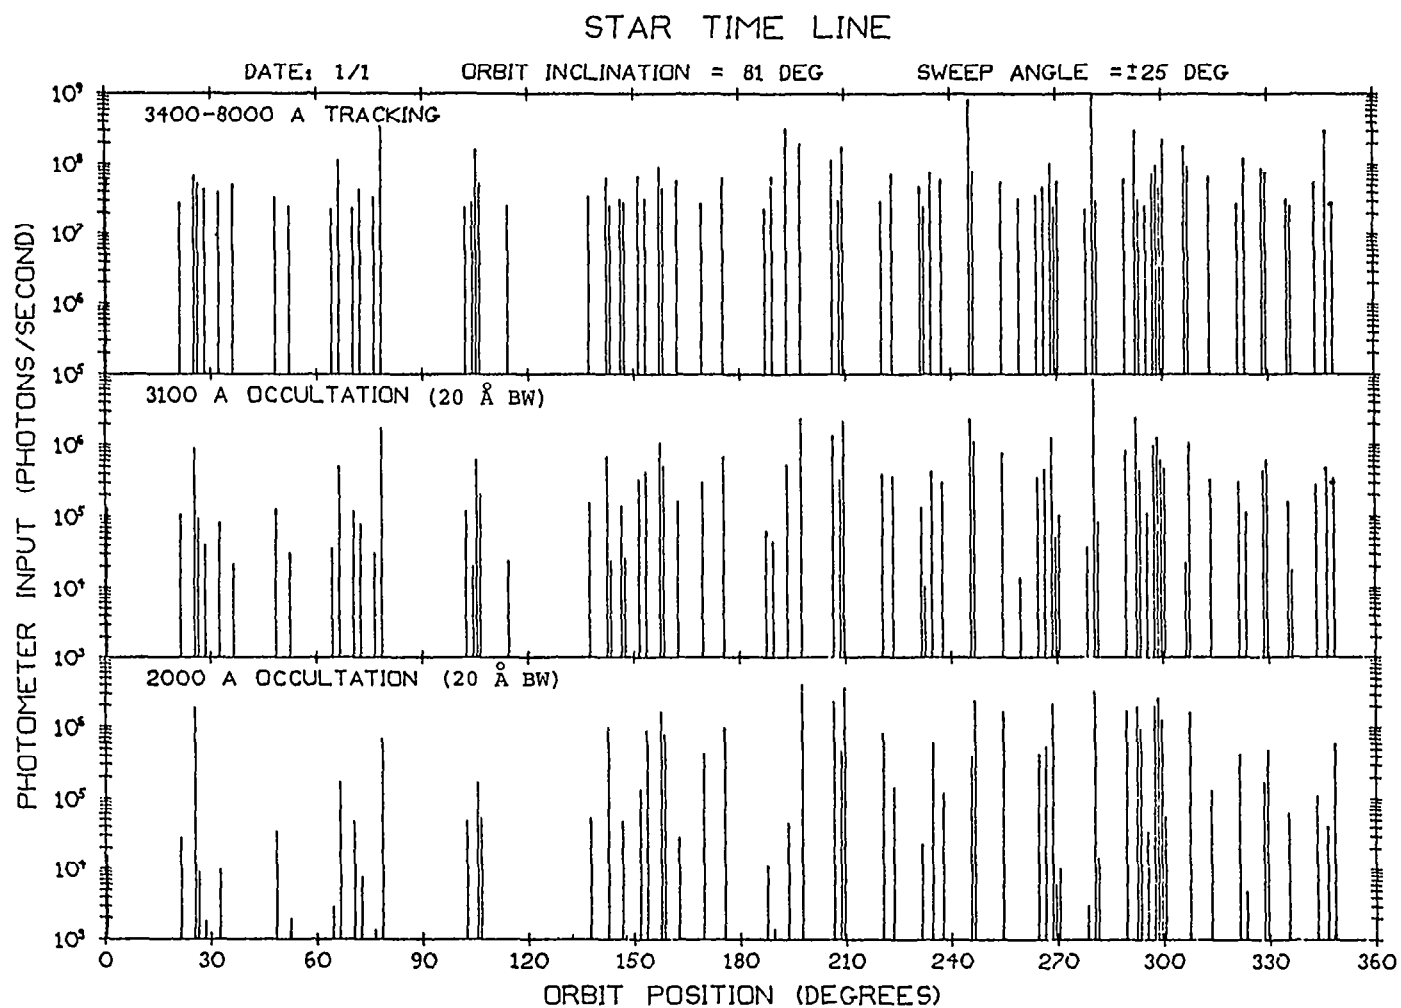 STAR TIME LINE
DATE: 1/1 ORBIT INCLINATION = 81 DEG SWEEP ANGLE =±25 DEG
3400-8000 A TRACKING
10⁹
10⁸
10⁷
10⁶
10⁵
3100 A OCCULTATION (20 Å BW)
10⁶
10⁵
10⁴
10³
2000 A OCCULTATION (20 Å BW)
10⁶
10⁵
10⁴
10³
PHOTOMETER INPUT (PHOTONS/SECOND)
0 30 60 90 120 150 180 210 240 270 300 330 360
ORBIT POSITION (DEGREES)